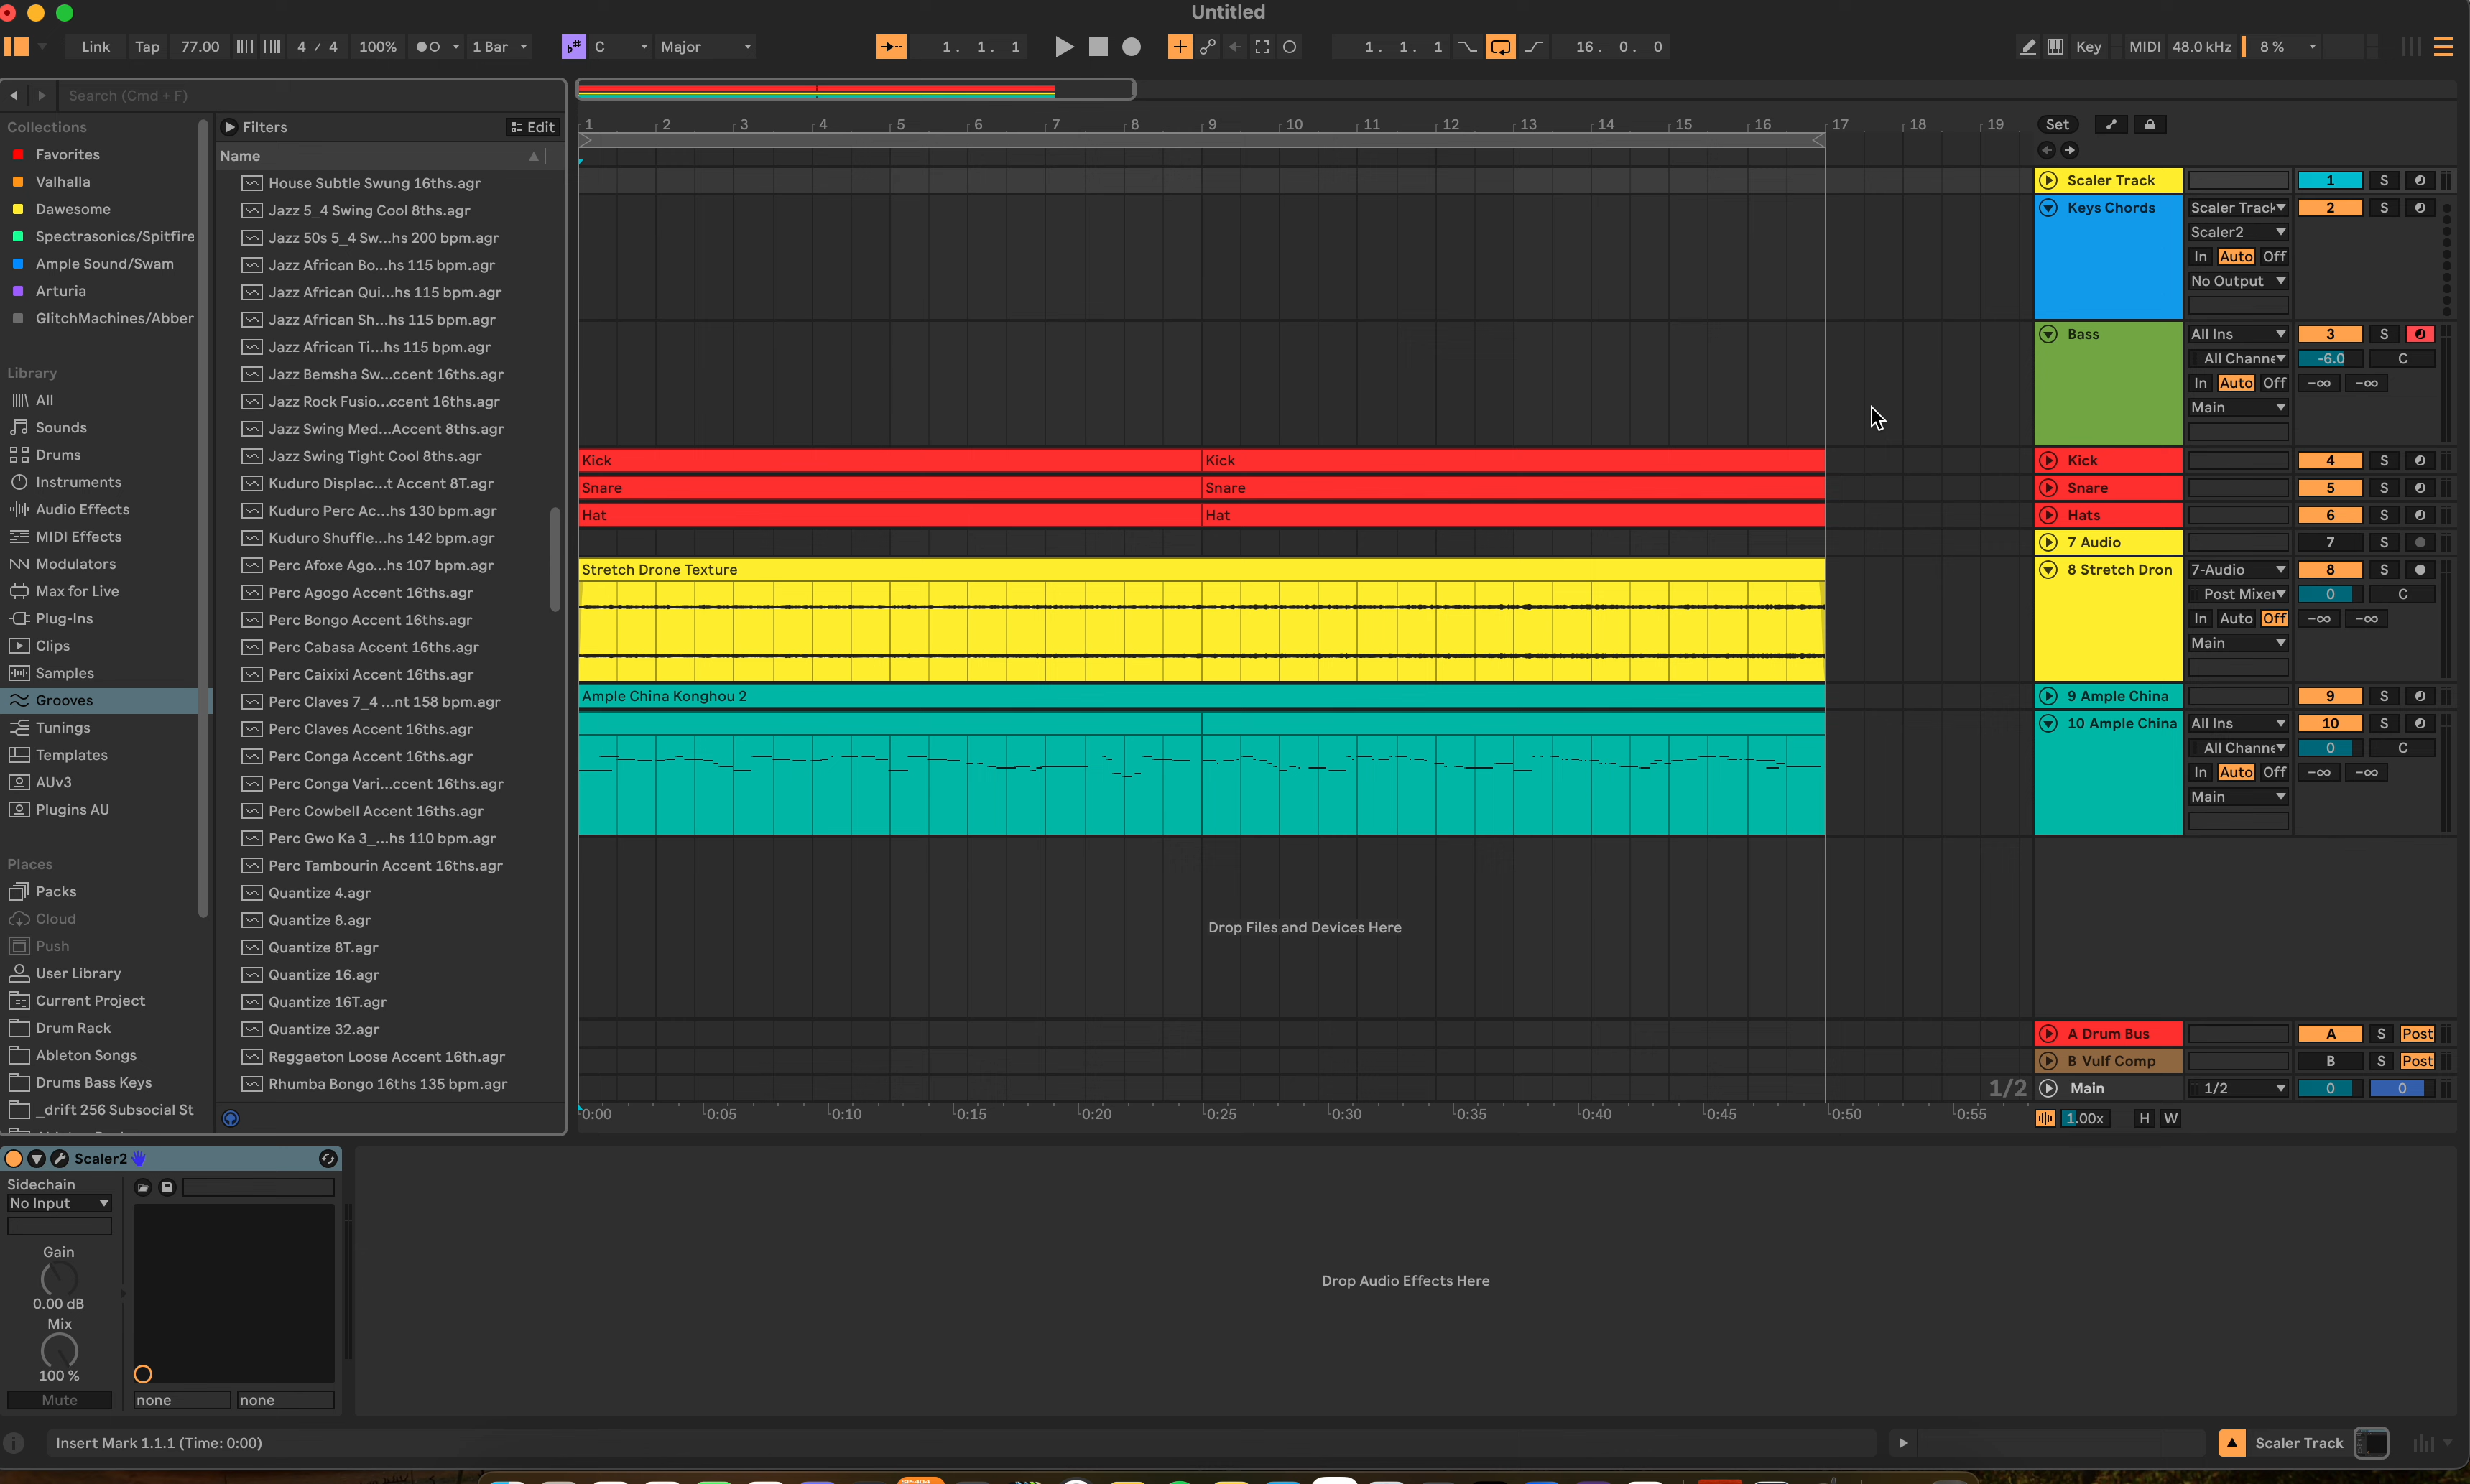 Untitled
Link Tap 77.00 4 / 4 100% 1 Bar C Major 1. 1. 1 1. 1. 1 16. 0. 0 Key MIDI 48.0 kHz 8 %
Search (Cmd + F)
Collections
Favorites
Valhalla
Dawesome
Spectrasonics/Spitfire
Ample Sound/Swam
Arturia
GlitchMachines/Abber
Library
All
Sounds
Drums
Instruments
Audio Effects
MIDI Effects
Modulators
Max for Live
Plug-Ins
Clips
Samples
Grooves
Tunings
Templates
AUv3
Plugins AU
Places
Packs
Cloud
Push
User Library
Current Project
Drum Rack
Ableton Songs
Drums Bass Keys
_drift 256 Subsocial St
Filters Edit
Name
House Subtle Swung 16ths.agr
Jazz 5_4 Swing Cool 8ths.agr
Jazz 50s 5_4 Sw...hs 200 bpm.agr
Jazz African Bo...hs 115 bpm.agr
Jazz African Qui...hs 115 bpm.agr
Jazz African Sh...hs 115 bpm.agr
Jazz African Ti...hs 115 bpm.agr
Jazz Bemsha Sw...ccent 16ths.agr
Jazz Rock Fusio...ccent 16ths.agr
Jazz Swing Med...Accent 8ths.agr
Jazz Swing Tight Cool 8ths.agr
Kuduro Displac...t Accent 8T.agr
Kuduro Perc Ac...hs 130 bpm.agr
Kuduro Shuffle...hs 142 bpm.agr
Perc Afoxe Ago...hs 107 bpm.agr
Perc Agogo Accent 16ths.agr
Perc Bongo Accent 16ths.agr
Perc Cabasa Accent 16ths.agr
Perc Caixixi Accent 16ths.agr
Perc Claves 7_4 ...nt 158 bpm.agr
Perc Claves Accent 16ths.agr
Perc Conga Accent 16ths.agr
Perc Conga Vari...ccent 16ths.agr
Perc Cowbell Accent 16ths.agr
Perc Gwo Ka 3_...hs 110 bpm.agr
Perc Tambourin Accent 16ths.agr
Quantize 4.agr
Quantize 8.agr
Quantize 8T.agr
Quantize 16.agr
Quantize 16T.agr
Quantize 32.agr
Reggaeton Loose Accent 16th.agr
Rhumba Bongo 16ths 135 bpm.agr
1 2 3 4 5 6 7 8 9 10 11 12 13 14 15 16 17 18 19
Set
Scaler Track 1 S
Keys Chords Scaler Track 2 S
Scaler2
In Auto Off
No Output
Bass All Ins 3 S
All Channe -6.0 C
In Auto Off -∞ -∞
Main
Kick Kick Kick 4 S
Snare Snare Snare 5 S
Hat Hat Hats 6 S
7 Audio 7 S
Stretch Drone Texture 8 Stretch Dron 7-Audio 8 S
Post Mixer 0 C
In Auto Off -∞ -∞
Main
Ample China Konghou 2 9 Ample China 9 S
10 Ample China All Ins 10 S
All Channe 0 C
In Auto Off -∞ -∞
Main
Drop Files and Devices Here
A Drum Bus A S Post
B Vulf Comp B S Post
1/2 Main 1/2 0 0
0:00 0:05 0:10 0:15 0:20 0:25 0:30 0:35 0:40 0:45 0:50 0:55 1.00x H W
Scaler2
Sidechain
No Input
Gain
0.00 dB
Mix
100 %
Mute none none
Drop Audio Effects Here
Insert Mark 1.1.1 (Time: 0:00) Scaler Track